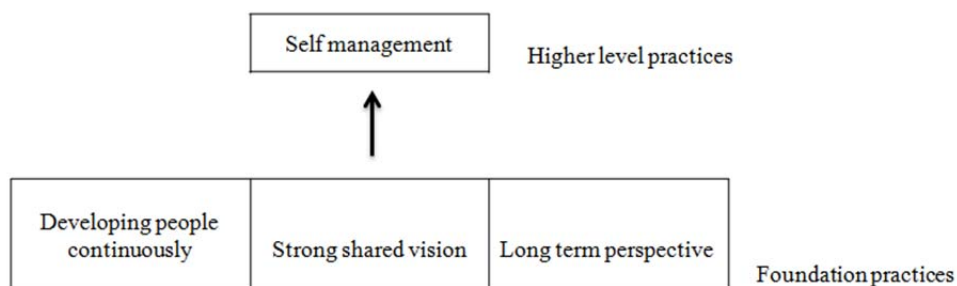 Self management
Higher level practices
Developing people
continuously
Strong shared vision
Long term perspective
Foundation practices